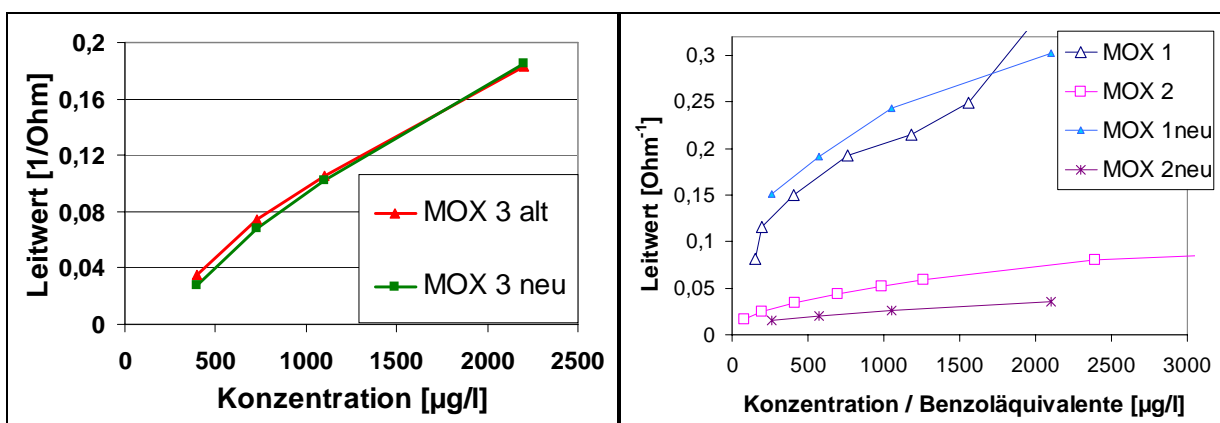 Leitwert [1/Ohm]
0,2
0,16
0,12
0,08
0,04
0
MOX 3 alt
MOX 3 neu
0 500 1000 1500 2000 2500
Konzentration [µg/l]
Leitwert [Ohm⁻¹]
0,3
0,25
0,2
0,15
0,1
0,05
0
MOX 1
MOX 2
MOX 1neu
MOX 2neu
0 500 1000 1500 2000 2500 3000
Konzentration / Benzoläquivalente [µg/l]